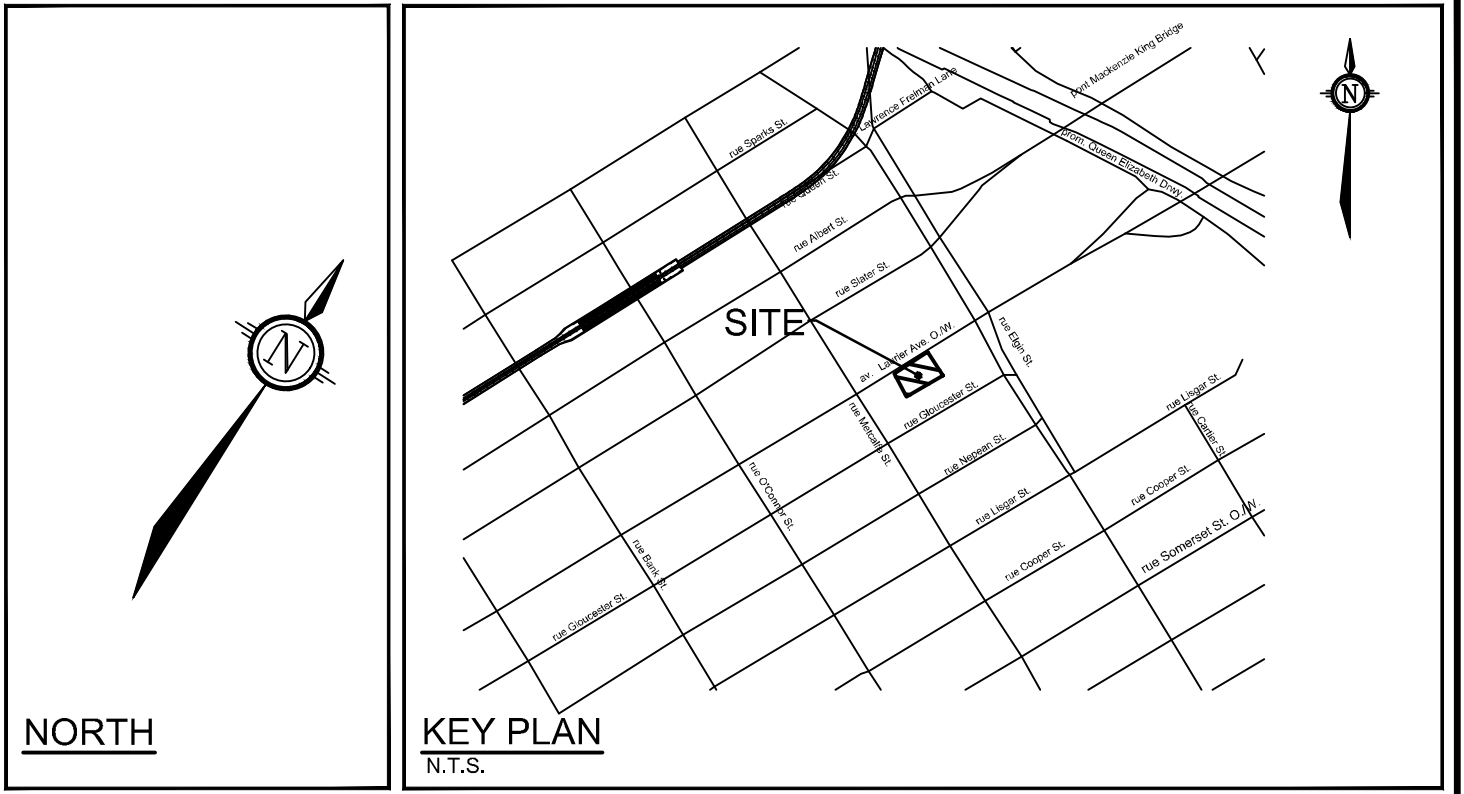 N
NORTH
pont Mackenzie King Bridge
Lawrence Freiman Lane
N
rue Sparks St.
prom. Queen Elizabeth Drwy
rue Queen St.
rue Albert St.
rue Slater St.
SITE
av. Laurier Ave. O./W.
rue Elgin St.
rue Gloucester St.
rue Lisgar St.
rue Metcalfe St.
rue Cartier St.
rue Nepean St.
rue O'Connor St.
rue Cooper St.
rue Lisgar St.
rue Somerset St. O./W.
rue Bank St.
rue Cooper St.
rue Gloucester St.
KEY PLAN
N.T.S.